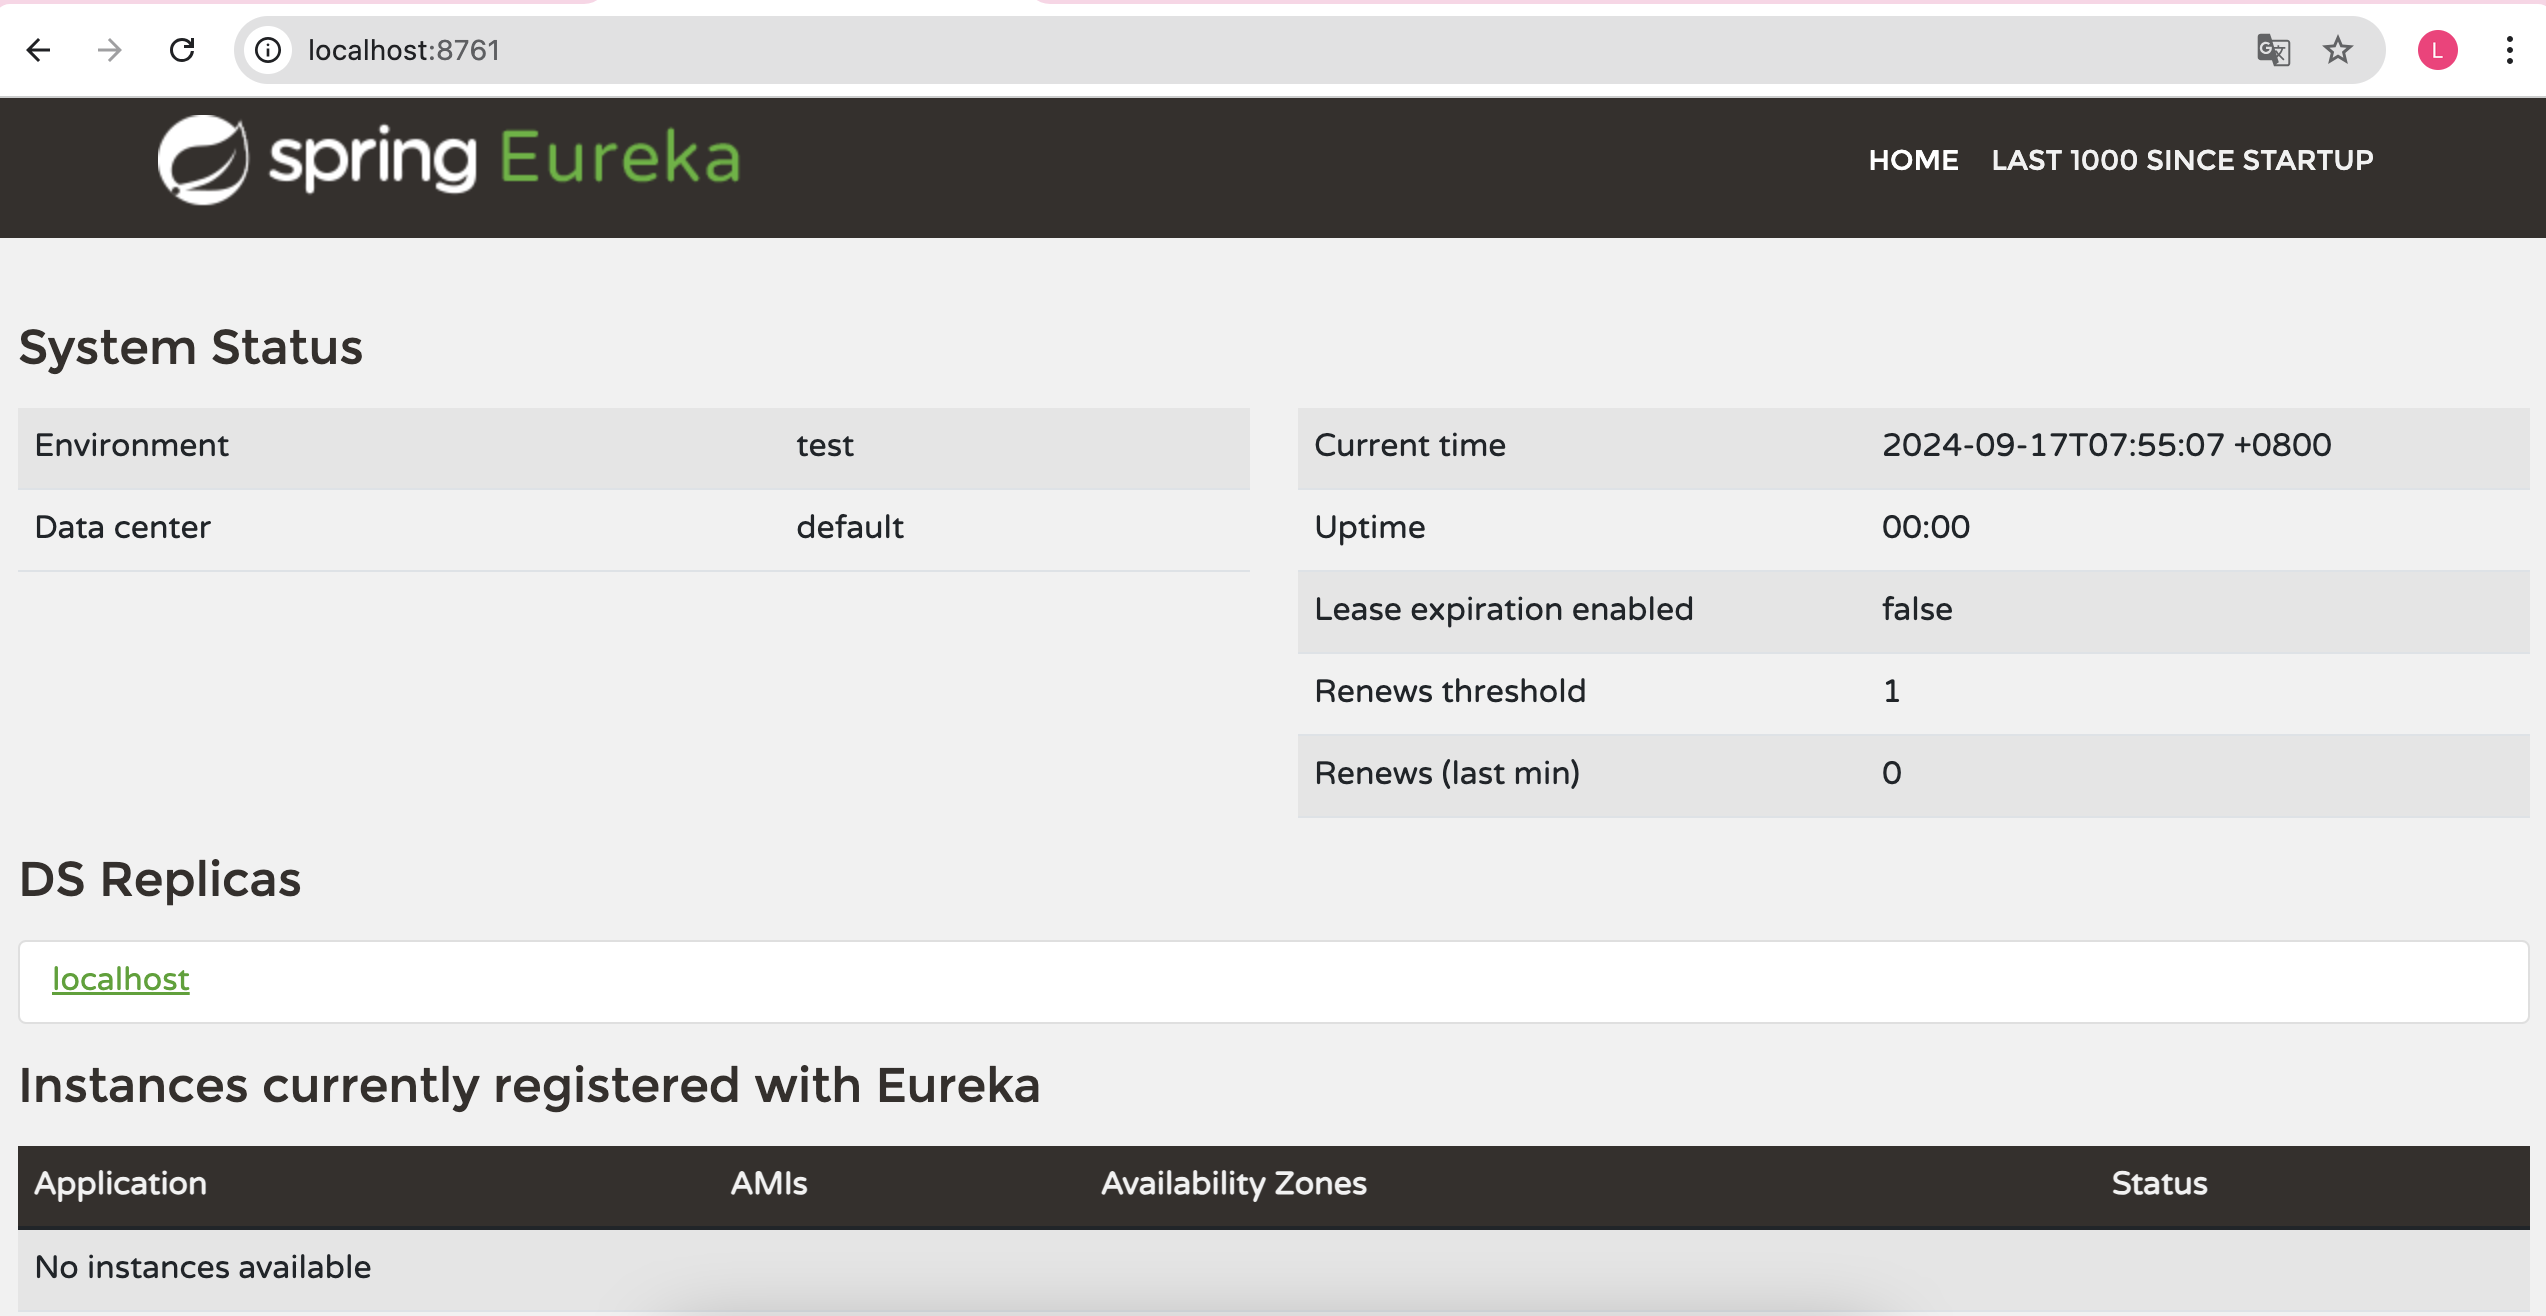 localhost:8761
L
spring Eureka
HOME LAST 1000 SINCE STARTUP
System Status
Environment test
Data center default
Current time 2024-09-17T07:55:07 +0800
Uptime 00:00
Lease expiration enabled false
Renews threshold 1
Renews (last min) 0
DS Replicas
localhost
Instances currently registered with Eureka
Application AMIs Availability Zones Status
No instances available